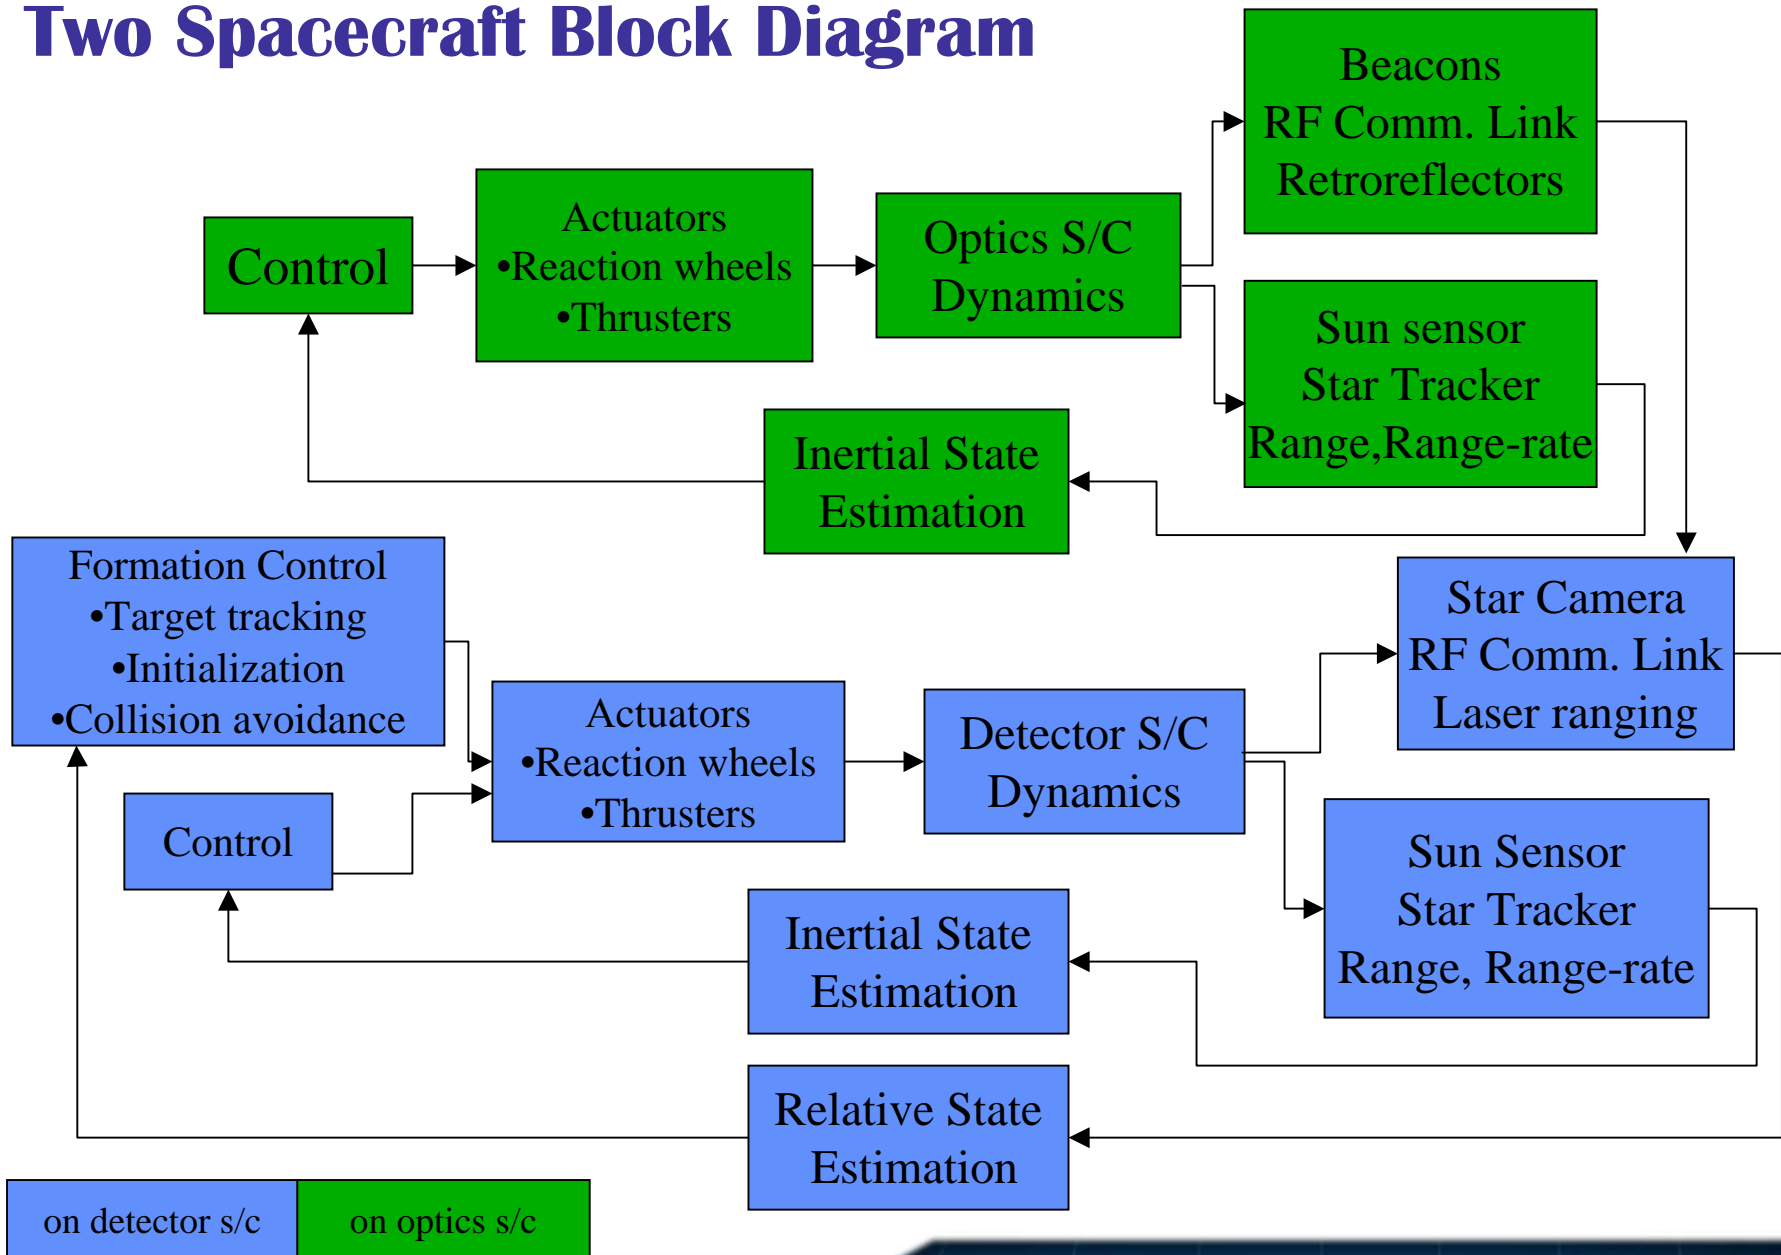 Two Spacecraft Block Diagram
Beacons
RF Comm. Link
Retroreflectors
Control
Actuators
•Reaction wheels
•Thrusters
Optics S/C
Dynamics
Sun sensor
Star Tracker
Range,Range-rate
Inertial State
Estimation
Formation Control
•Target tracking
•Initialization
•Collision avoidance
Star Camera
RF Comm. Link
Laser ranging
Actuators
•Reaction wheels
•Thrusters
Detector S/C
Dynamics
Control
Sun Sensor
Star Tracker
Range, Range-rate
Inertial State
Estimation
Relative State
Estimation
on detector s/c
on optics s/c